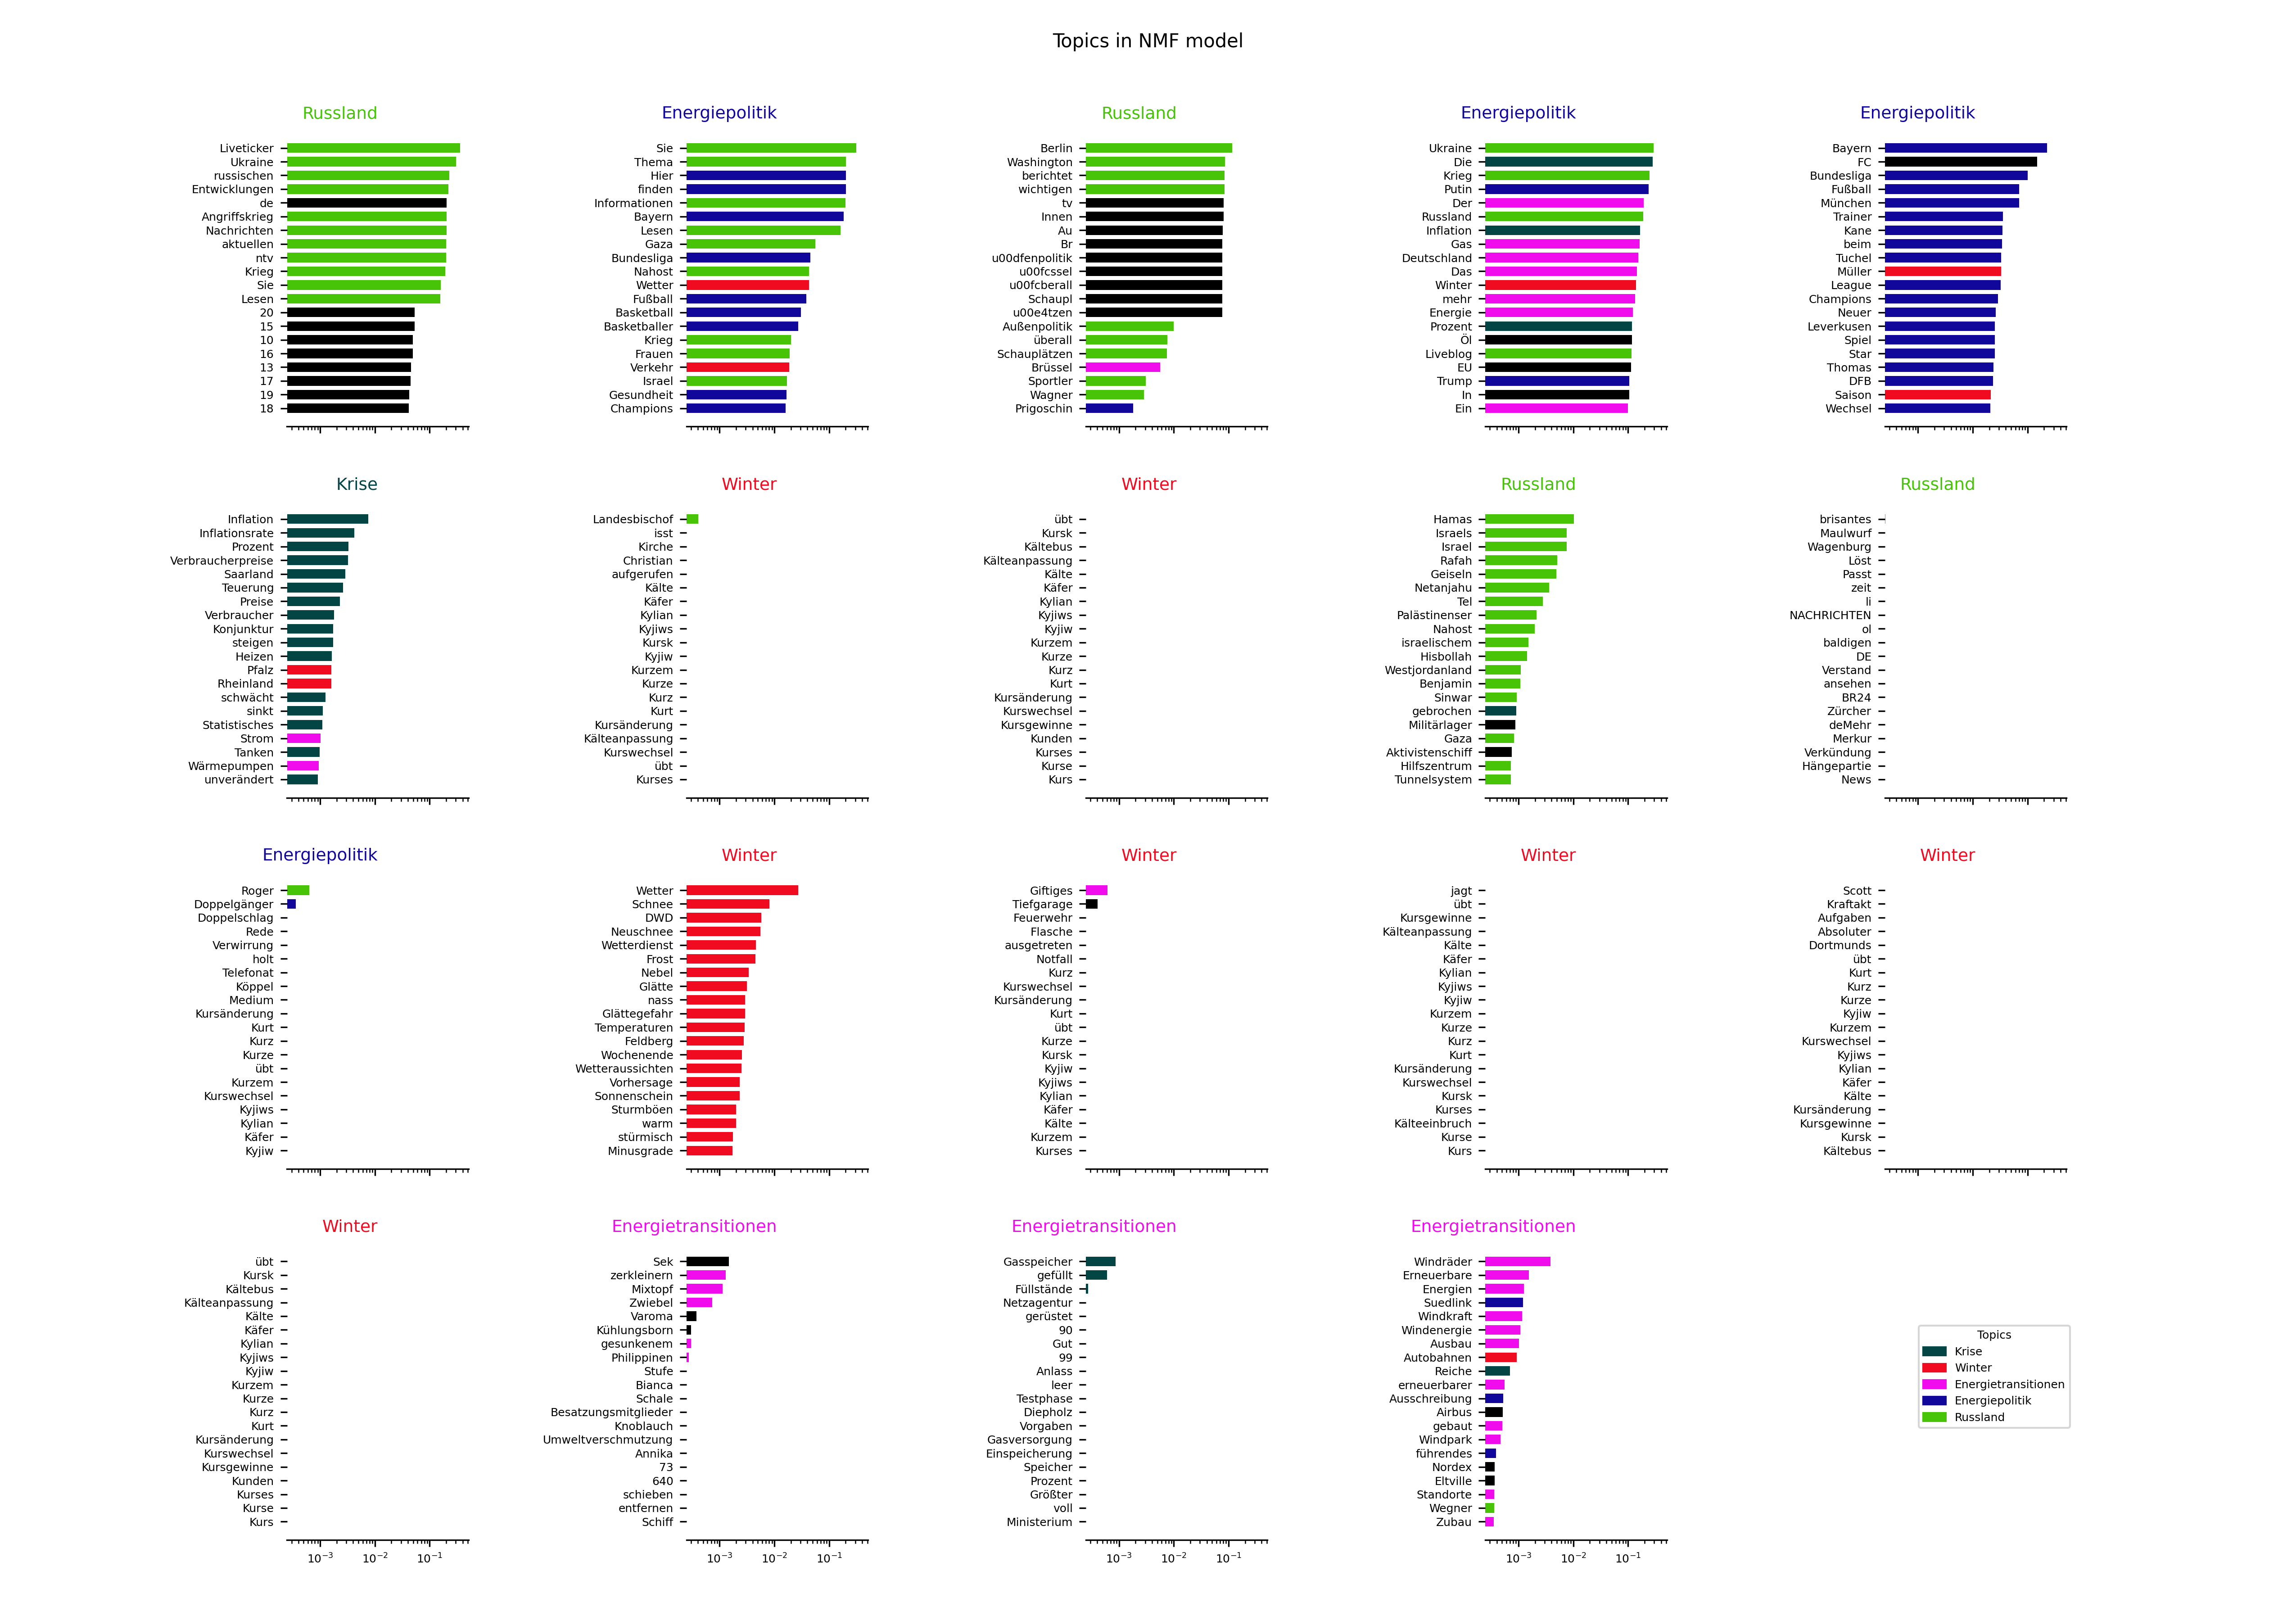 Topics in NMF model
Russland
Liveticker
Ukraine
russischen
Entwicklungen
de
Angriffskrieg
Nachrichten
aktuellen
ntv
Krieg
Sie
Lesen
20
15
10
16
13
17
19
18
Energiepolitik
Sie
Thema
Hier
finden
Informationen
Bayern
Lesen
Gaza
Bundesliga
Nahost
Wetter
Fußball
Basketball
Basketballer
Krieg
Frauen
Verkehr
Israel
Gesundheit
Champions
Russland
Berlin
Washington
berichtet
wichtigen
tv
Innen
Au
Br
u00dfenpolitik
u00fcssel
u00fcberall
Schaupl
u00e4tzen
Außenpolitik
überall
Schauplätzen
Brüssel
Sportler
Wagner
Prigoschin
Energiepolitik
Ukraine
Die
Krieg
Putin
Der
Russland
Inflation
Gas
Deutschland
Das
Winter
mehr
Energie
Prozent
Öl
Liveblog
EU
Trump
In
Ein
Energiepolitik
Bayern
FC
Bundesliga
Fußball
München
Trainer
Kane
beim
Tuchel
Müller
League
Champions
Neuer
Leverkusen
Spiel
Star
Thomas
DFB
Saison
Wechsel
Krise
Inflation
Inflationsrate
Prozent
Verbraucherpreise
Saarland
Teuerung
Preise
Verbraucher
Konjunktur
steigen
Heizen
Pfalz
Rheinland
schwächt
sinkt
Statistisches
Strom
Tanken
Wärmepumpen
unverändert
Winter
Landesbischof
isst
Kirche
Christian
aufgerufen
Kälte
Käfer
Kylian
Kyjiws
Kursk
Kyjiw
Kurzem
Kurze
Kurz
Kurt
Kursänderung
Kälteanpassung
Kurswechsel
übt
Kurses
Winter
übt
Kursk
Kältebus
Kälteanpassung
Kälte
Käfer
Kylian
Kyjiws
Kyjiw
Kurzem
Kurze
Kurz
Kurt
Kursänderung
Kurswechsel
Kursgewinne
Kunden
Kurses
Kurse
Kurs
Russland
Hamas
Israels
Israel
Rafah
Geiseln
Netanjahu
Tel
Palästinenser
Nahost
israelischem
Hisbollah
Westjordanland
Benjamin
Sinwar
gebrochen
Militärlager
Gaza
Aktivistenschiff
Hilfszentrum
Tunnelsystem
Russland
brisantes
Maulwurf
Wagenburg
Löst
Passt
zeit
li
NACHRICHTEN
ol
baldigen
DE
Verstand
ansehen
BR24
Zürcher
deMehr
Merkur
Verkündung
Hängepartie
News
Energiepolitik
Roger
Doppelgänger
Doppelschlag
Rede
Verwirrung
holt
Telefonat
Köppel
Medium
Kursänderung
Kurt
Kurz
Kurze
übt
Kurzem
Kurswechsel
Kyjiws
Kylian
Käfer
Kyjiw
Winter
Wetter
Schnee
DWD
Neuschnee
Wetterdienst
Frost
Nebel
Glätte
nass
Glättegefahr
Temperaturen
Feldberg
Wochenende
Wetteraussichten
Vorhersage
Sonnenschein
Sturmböen
warm
stürmisch
Minusgrade
Winter
Giftiges
Tiefgarage
Feuerwehr
Flasche
ausgetreten
Notfall
Kurz
Kurswechsel
Kursänderung
Kurt
übt
Kurze
Kursk
Kyjiw
Kyjiws
Kylian
Käfer
Kälte
Kurzem
Kurses
Winter
jagt
übt
Kursgewinne
Kälteanpassung
Kälte
Käfer
Kylian
Kyjiws
Kyjiw
Kurzem
Kurze
Kurz
Kurt
Kursänderung
Kurswechsel
Kursk
Kurses
Kälteeinbruch
Kurse
Kurs
Winter
Scott
Kraftakt
Aufgaben
Absoluter
Dortmunds
übt
Kurt
Kurz
Kurze
Kyjiw
Kurzem
Kurswechsel
Kyjiws
Kylian
Käfer
Kälte
Kursänderung
Kursgewinne
Kursk
Kältebus
Winter
übt
Kursk
Kältebus
Kälteanpassung
Kälte
Käfer
Kylian
Kyjiws
Kyjiw
Kurzem
Kurze
Kurz
Kurt
Kursänderung
Kurswechsel
Kursgewinne
Kunden
Kurses
Kurse
Kurs
10⁻³ 10⁻² 10⁻¹
Energietransitionen
Sek
zerkleinern
Mixtopf
Zwiebel
Varoma
Kühlungsborn
gesunkenem
Philippinen
Stufe
Bianca
Schale
Besatzungsmitglieder
Knoblauch
Umweltverschmutzung
Annika
73
640
schieben
entfernen
Schiff
10⁻³ 10⁻² 10⁻¹
Energietransitionen
Gasspeicher
gefüllt
Füllstände
Netzagentur
gerüstet
90
Gut
99
Anlass
leer
Testphase
Diepholz
Vorgaben
Gasversorgung
Einspeicherung
Speicher
Prozent
Größter
voll
Ministerium
10⁻³ 10⁻² 10⁻¹
Energietransitionen
Windräder
Erneuerbare
Energien
Suedlink
Windkraft
Windenergie
Ausbau
Autobahnen
Reiche
erneuerbarer
Ausschreibung
Airbus
gebaut
Windpark
führendes
Nordex
Eltville
Standorte
Wegner
Zubau
10⁻³ 10⁻² 10⁻¹
Topics
Krise
Winter
Energietransitionen
Energiepolitik
Russland